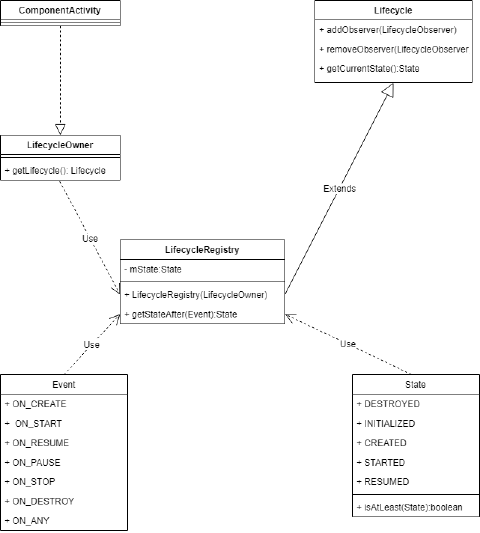 ComponentActivity
Lifecycle
+ addObserver(LifecycleObserver)
+ removeObserver(LifecycleObserver
+ getCurrentState():State
LifecycleOwner
+ getLifecycle(): Lifecycle
Extends
Use
LifecycleRegistry
- mState:State
+ LifecycleRegistry(LifecycleOwner)
+ getStateAfter(Event):State
Use
Use
Event
+ ON_CREATE
+ ON_START
+ ON_RESUME
+ ON_PAUSE
+ ON_STOP
+ ON_DESTROY
+ ON_ANY
State
+ DESTROYED
+ INITIALIZED
+ CREATED
+ STARTED
+ RESUMED
+ isAtLeast(State):boolean